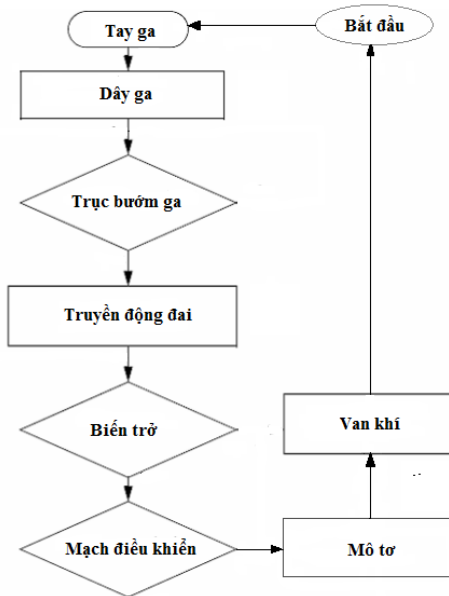 Tay ga
Bắt đầu
Dây ga
Trục bướm ga
Truyền động đai
Biến trở
Van khí
Mạch điều khiển
Mô tơ